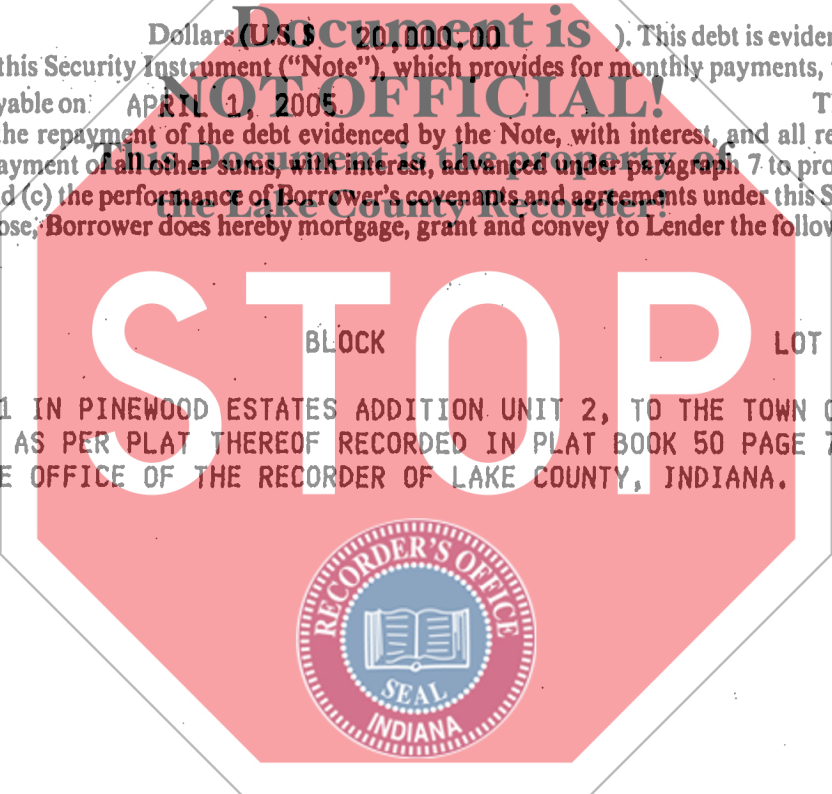 Document is
Dollars (U.S. $ 20,000.00 ). This debt is eviden
this Security Instrument ("Note"), which provides for monthly payments,
NOT OFFICIAL!
yable on APRIL 1, 2005. T
he repayment of the debt evidenced by the Note, with interest, and all re
This Document is the property of
ayment of all other sums, with interest, advanced under paragraph 7 to pro
d (c) the performance of Borrower's covenants and agreements under this S
the Lake County Recorder!
ose, Borrower does hereby mortgage, grant and convey to Lender the follow
STOP
BLOCK LOT
1 IN PINEWOOD ESTATES ADDITION UNIT 2, TO THE TOWN O
AS PER PLAT THEREOF RECORDED IN PLAT BOOK 50 PAGE 7
E OFFICE OF THE RECORDER OF LAKE COUNTY, INDIANA.
RECORDER'S OFFICE
SEAL
INDIANA